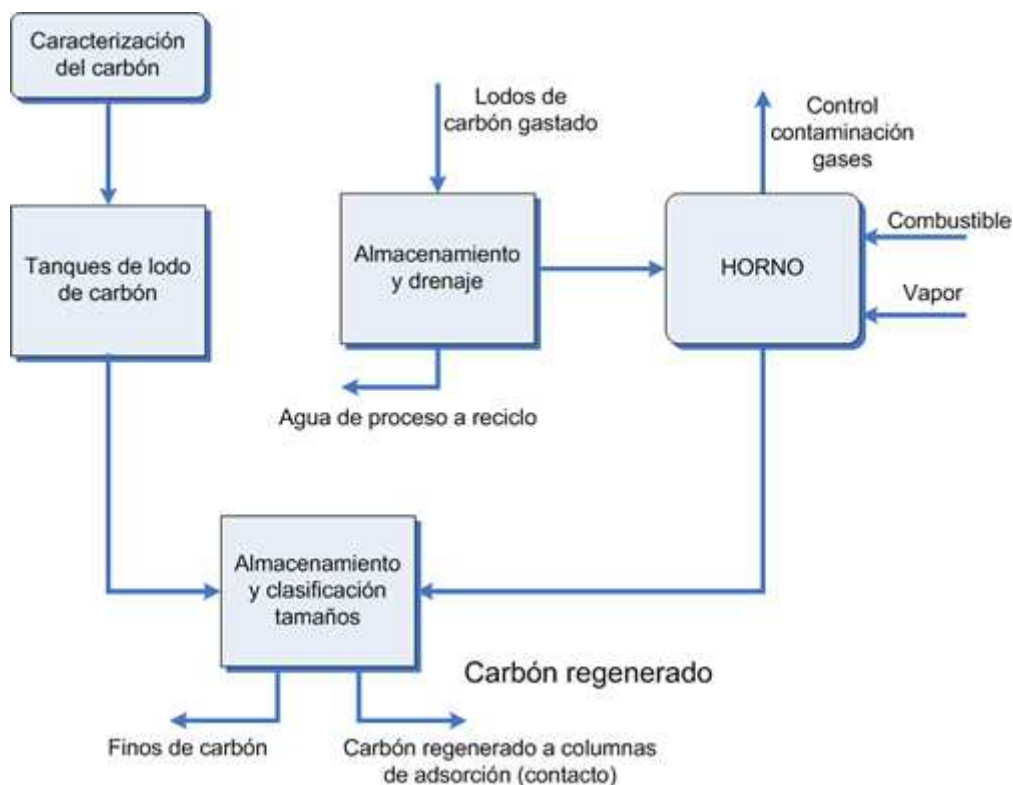 Caracterización
del carbón
Lodos de
carbón gastado
Control
contaminación
gases
Tanques de lodo
de carbón
Almacenamiento
y drenaje
HORNO
Combustible
Vapor
Agua de proceso a reciclo
Almacenamiento
y clasificación
tamaños
Carbón regenerado
Finos de carbón
Carbón regenerado a columnas
de adsorción (contacto)